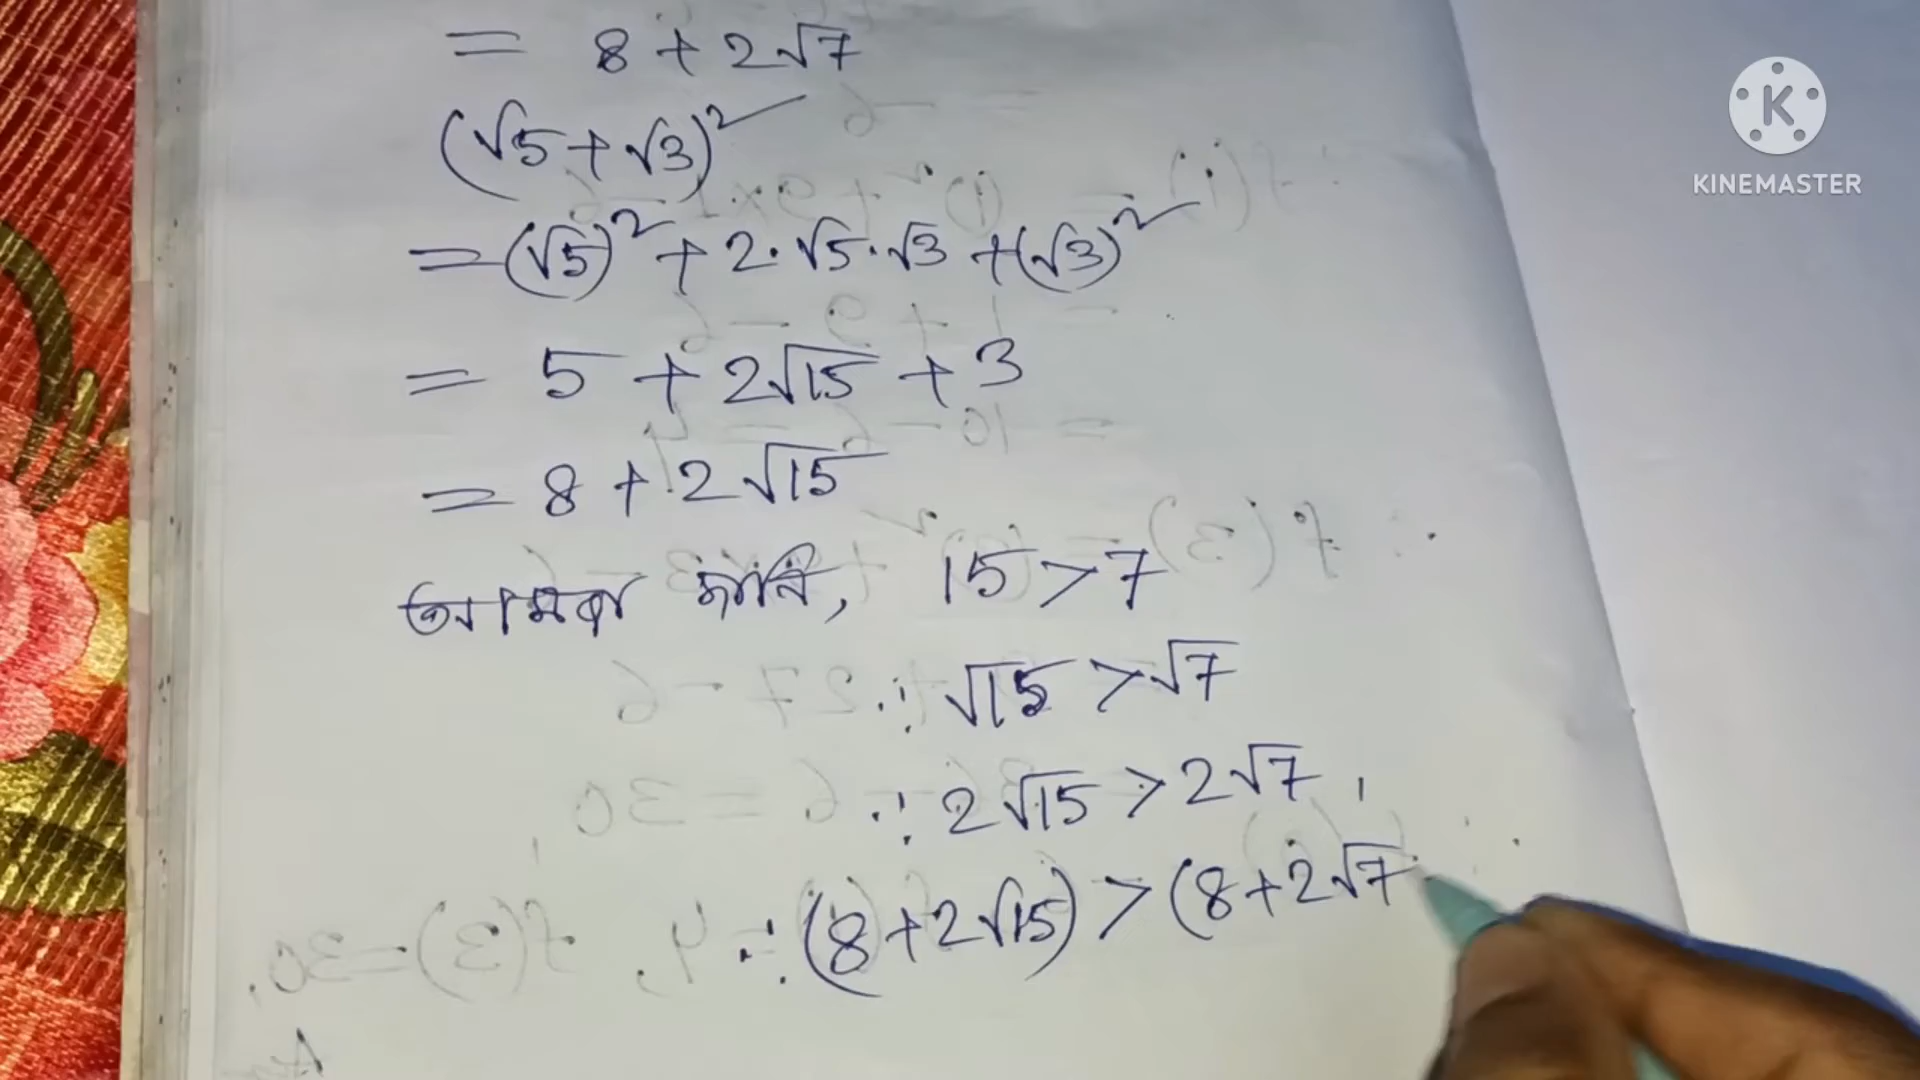 = 8 + 2√7
(√5 + √3)²
= (√5)² + 2·√5·√3 + (√3)²
= 5 + 2√15 + 3
= 8 + 2√15
আমরা জানি, 15 > 7
∴ √15 > √7
∴ 2√15 > 2√7
∴ (8 + 2√15) > (8 + 2√7
KINEMASTER